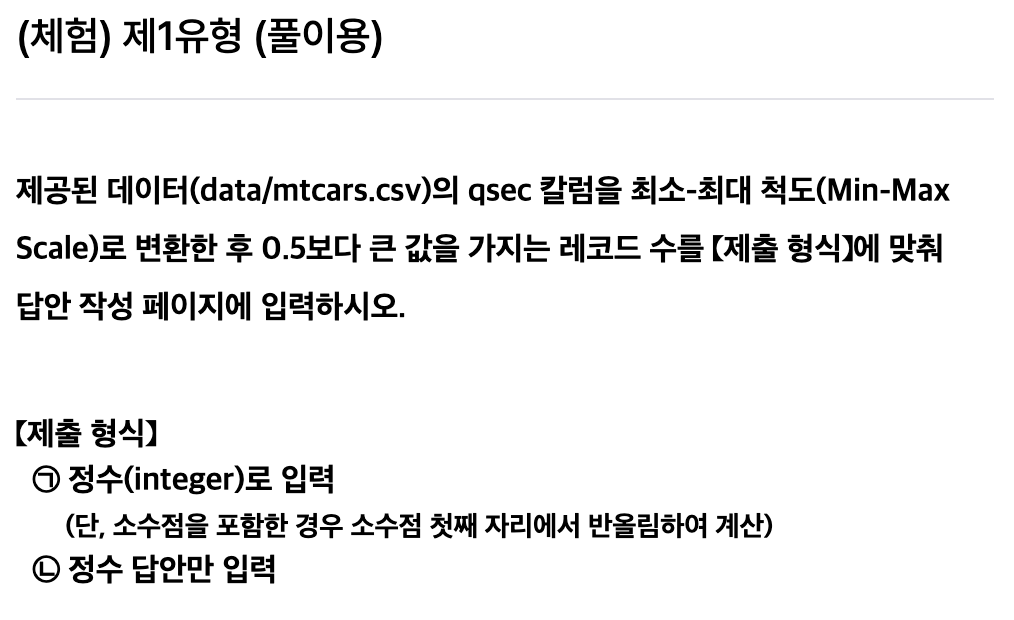 (체험) 제1유형 (풀이용)
제공된 데이터(data/mtcars.csv)의 qsec 칼럼을 최소-최대 척도(Min-Max
Scale)로 변환한 후 0.5보다 큰 값을 가지는 레코드 수를 【제출 형식】에 맞춰
답안 작성 페이지에 입력하시오.
【제출 형식】
㉠ 정수(integer)로 입력
(단, 소수점을 포함한 경우 소수점 첫째 자리에서 반올림하여 계산)
㉡ 정수 답안만 입력